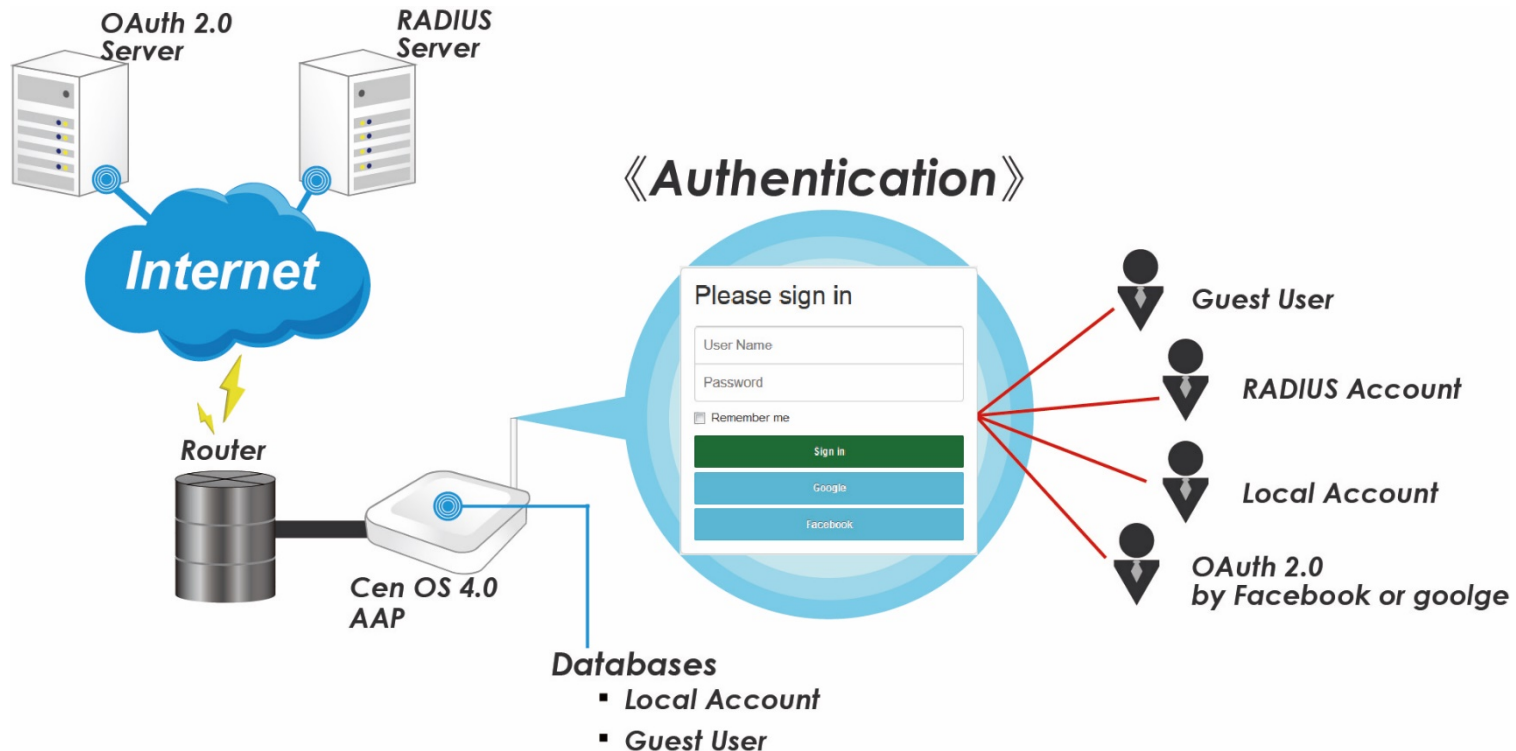 OAuth 2.0
Server
RADIUS
Server
Internet
Router
Cen OS 4.0
AAP
Databases
▪ Local Account
▪ Guest User
《Authentication》
Please sign in
User Name
Password
Remember me
Sign in
Google
Facebook
Guest User
RADIUS Account
Local Account
OAuth 2.0
by Facebook or goolge